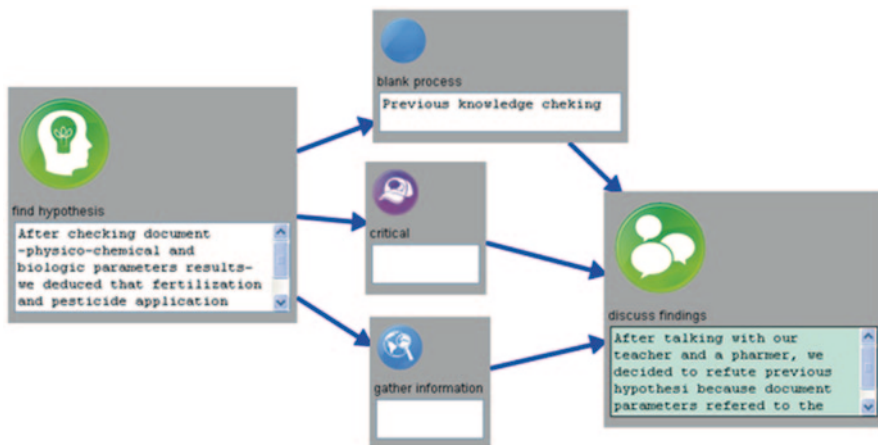 blank process
Previous knowledge cheking
find hypothesis
After checking document
-physico-chemical and
biologic parameters results-
we deduced that fertilization
and pesticide application
critical
gather information
discuss findings
After talking with our
teacher and a pharmer, we
decided to refute previous
hypothesi because document
parameters refered to the